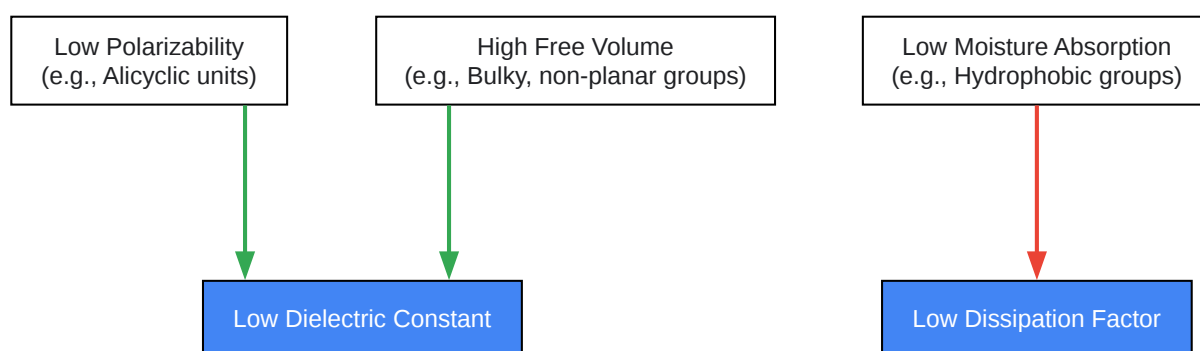 Low Polarizability
(e.g., Alicyclic units)
High Free Volume
(e.g., Bulky, non-planar groups)
Low Moisture Absorption
(e.g., Hydrophobic groups)
Low Dielectric Constant
Low Dissipation Factor